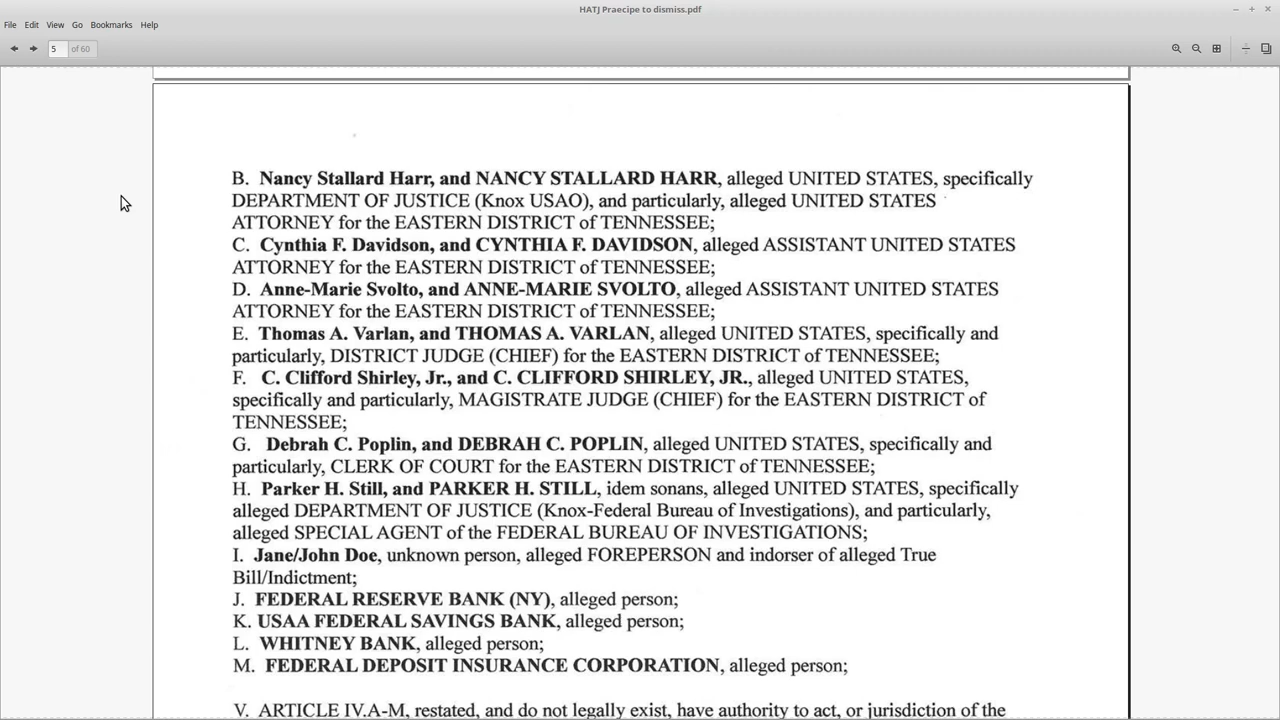 HATJ Praecipe to dismiss.pdf
File Edit View Go Bookmarks Help
5 of 60
B. Nancy Stallard Harr, and NANCY STALLARD HARR, alleged UNITED STATES, specifically
DEPARTMENT OF JUSTICE (Knox USAO), and particularly, alleged UNITED STATES
ATTORNEY for the EASTERN DISTRICT of TENNESSEE;
C. Cynthia F. Davidson, and CYNTHIA F. DAVIDSON, alleged ASSISTANT UNITED STATES
ATTORNEY for the EASTERN DISTRICT of TENNESSEE;
D. Anne-Marie Svolto, and ANNE-MARIE SVOLTO, alleged ASSISTANT UNITED STATES
ATTORNEY for the EASTERN DISTRICT of TENNESSEE;
E. Thomas A. Varlan, and THOMAS A. VARLAN, alleged UNITED STATES, specifically and
particularly, DISTRICT JUDGE (CHIEF) for the EASTERN DISTRICT of TENNESSEE;
F. C. Clifford Shirley, Jr., and C. CLIFFORD SHIRLEY, JR., alleged UNITED STATES,
specifically and particularly, MAGISTRATE JUDGE (CHIEF) for the EASTERN DISTRICT of
TENNESSEE;
G. Debrah C. Poplin, and DEBRAH C. POPLIN, alleged UNITED STATES, specifically and
particularly, CLERK OF COURT for the EASTERN DISTRICT of TENNESSEE;
H. Parker H. Still, and PARKER H. STILL, idem sonans, alleged UNITED STATES, specifically
alleged DEPARTMENT OF JUSTICE (Knox-Federal Bureau of Investigations), and particularly,
alleged SPECIAL AGENT of the FEDERAL BUREAU OF INVESTIGATIONS;
I. Jane/John Doe, unknown person, alleged FOREPERSON and indorser of alleged True
Bill/Indictment;
J. FEDERAL RESERVE BANK (NY), alleged person;
K. USAA FEDERAL SAVINGS BANK, alleged person;
L. WHITNEY BANK, alleged person;
M. FEDERAL DEPOSIT INSURANCE CORPORATION, alleged person;
V. ARTICLE IV.A-M, restated, and do not legally exist, have authority to act, or jurisdiction of the